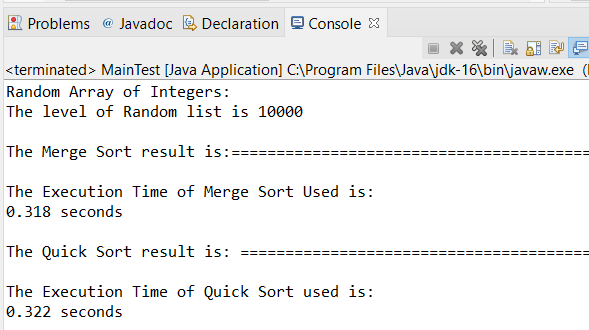 Problems @ Javadoc Declaration Console
<terminated> MainTest [Java Application] C:\Program Files\Java\jdk-16\bin\javaw.exe (
Random Array of Integers:
The level of Random list is 10000
The Merge Sort result is:========================================
The Execution Time of Merge Sort Used is:
0.318 seconds
The Quick Sort result is: =======================================
The Execution Time of Quick Sort used is:
0.322 seconds